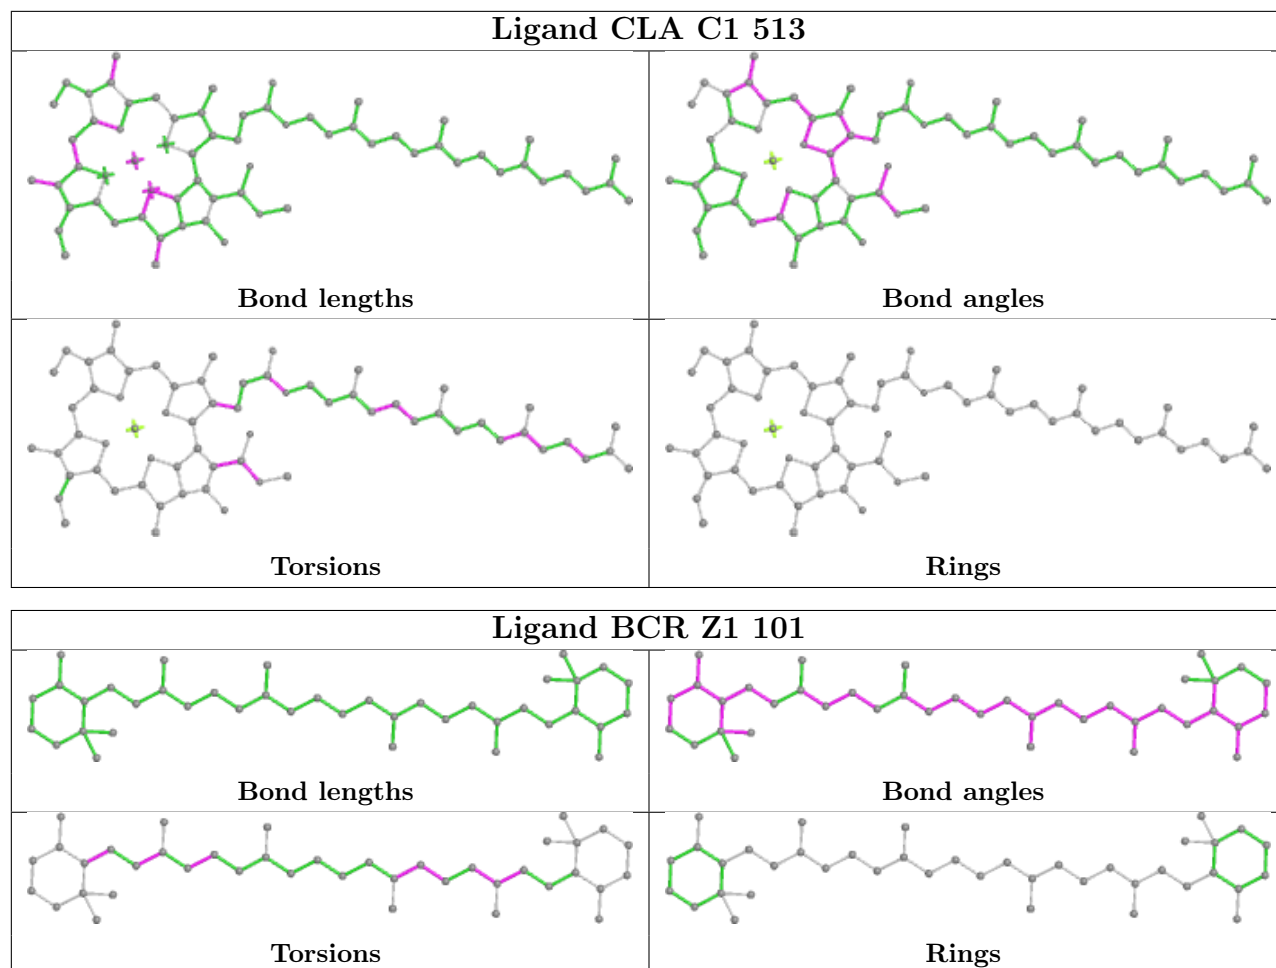 Ligand CLA C1 513
Bond lengths
Bond angles
Torsions
Rings
Ligand BCR Z1 101
Bond lengths
Bond angles
Torsions
Rings